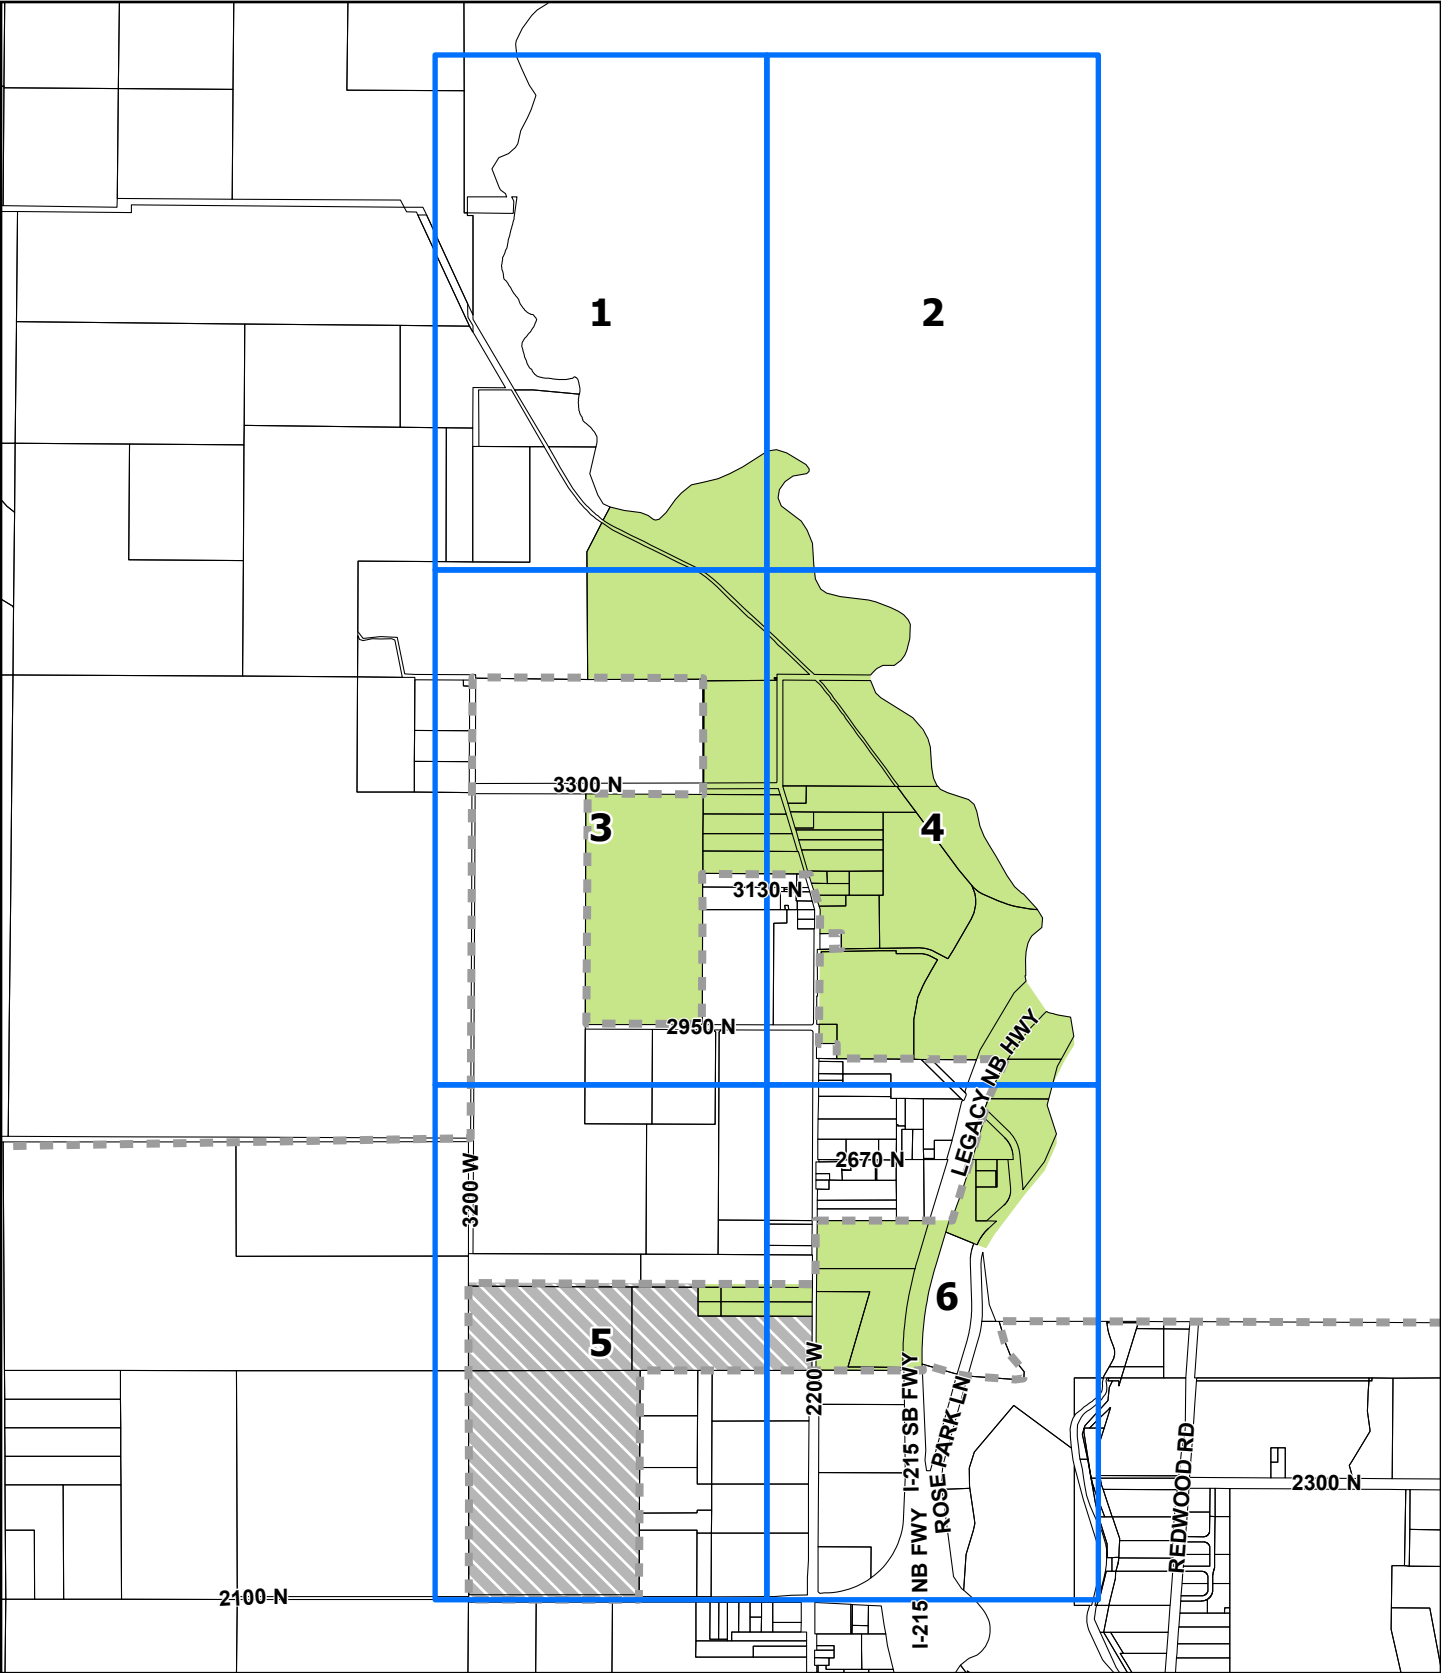 1
2
3300 N
3
4
3130 N
2950 N
LEGACY NB HWY
2670 N
3200 W
6
5
2200 W
I-215 SB FWY
ROSE PARK LN
REDWOOD RD
2300 N
I-215 NB FWY
2100 N